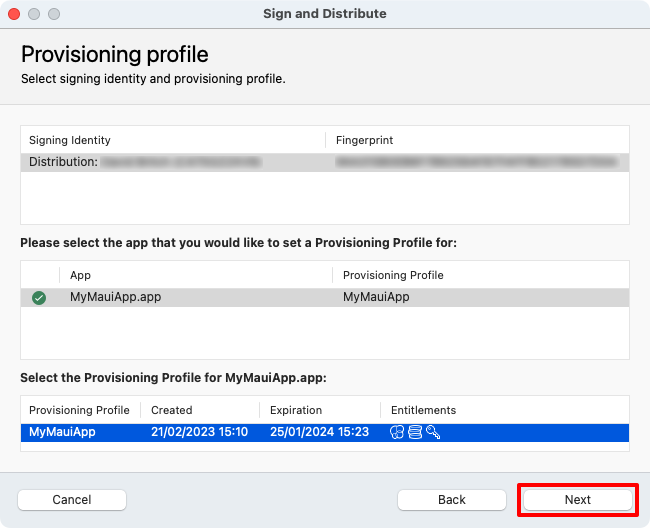 Sign and Distribute
Provisioning profile
Select signing identity and provisioning profile.
Signing Identity Fingerprint
Distribution:
Please select the app that you would like to set a Provisioning Profile for:
App Provisioning Profile
MyMauiApp.app MyMauiApp
Select the Provisioning Profile for MyMauiApp.app:
Provisioning Profile Created Expiration Entitlements
MyMauiApp 21/02/2023 15:10 25/01/2024 15:23
Cancel Back Next